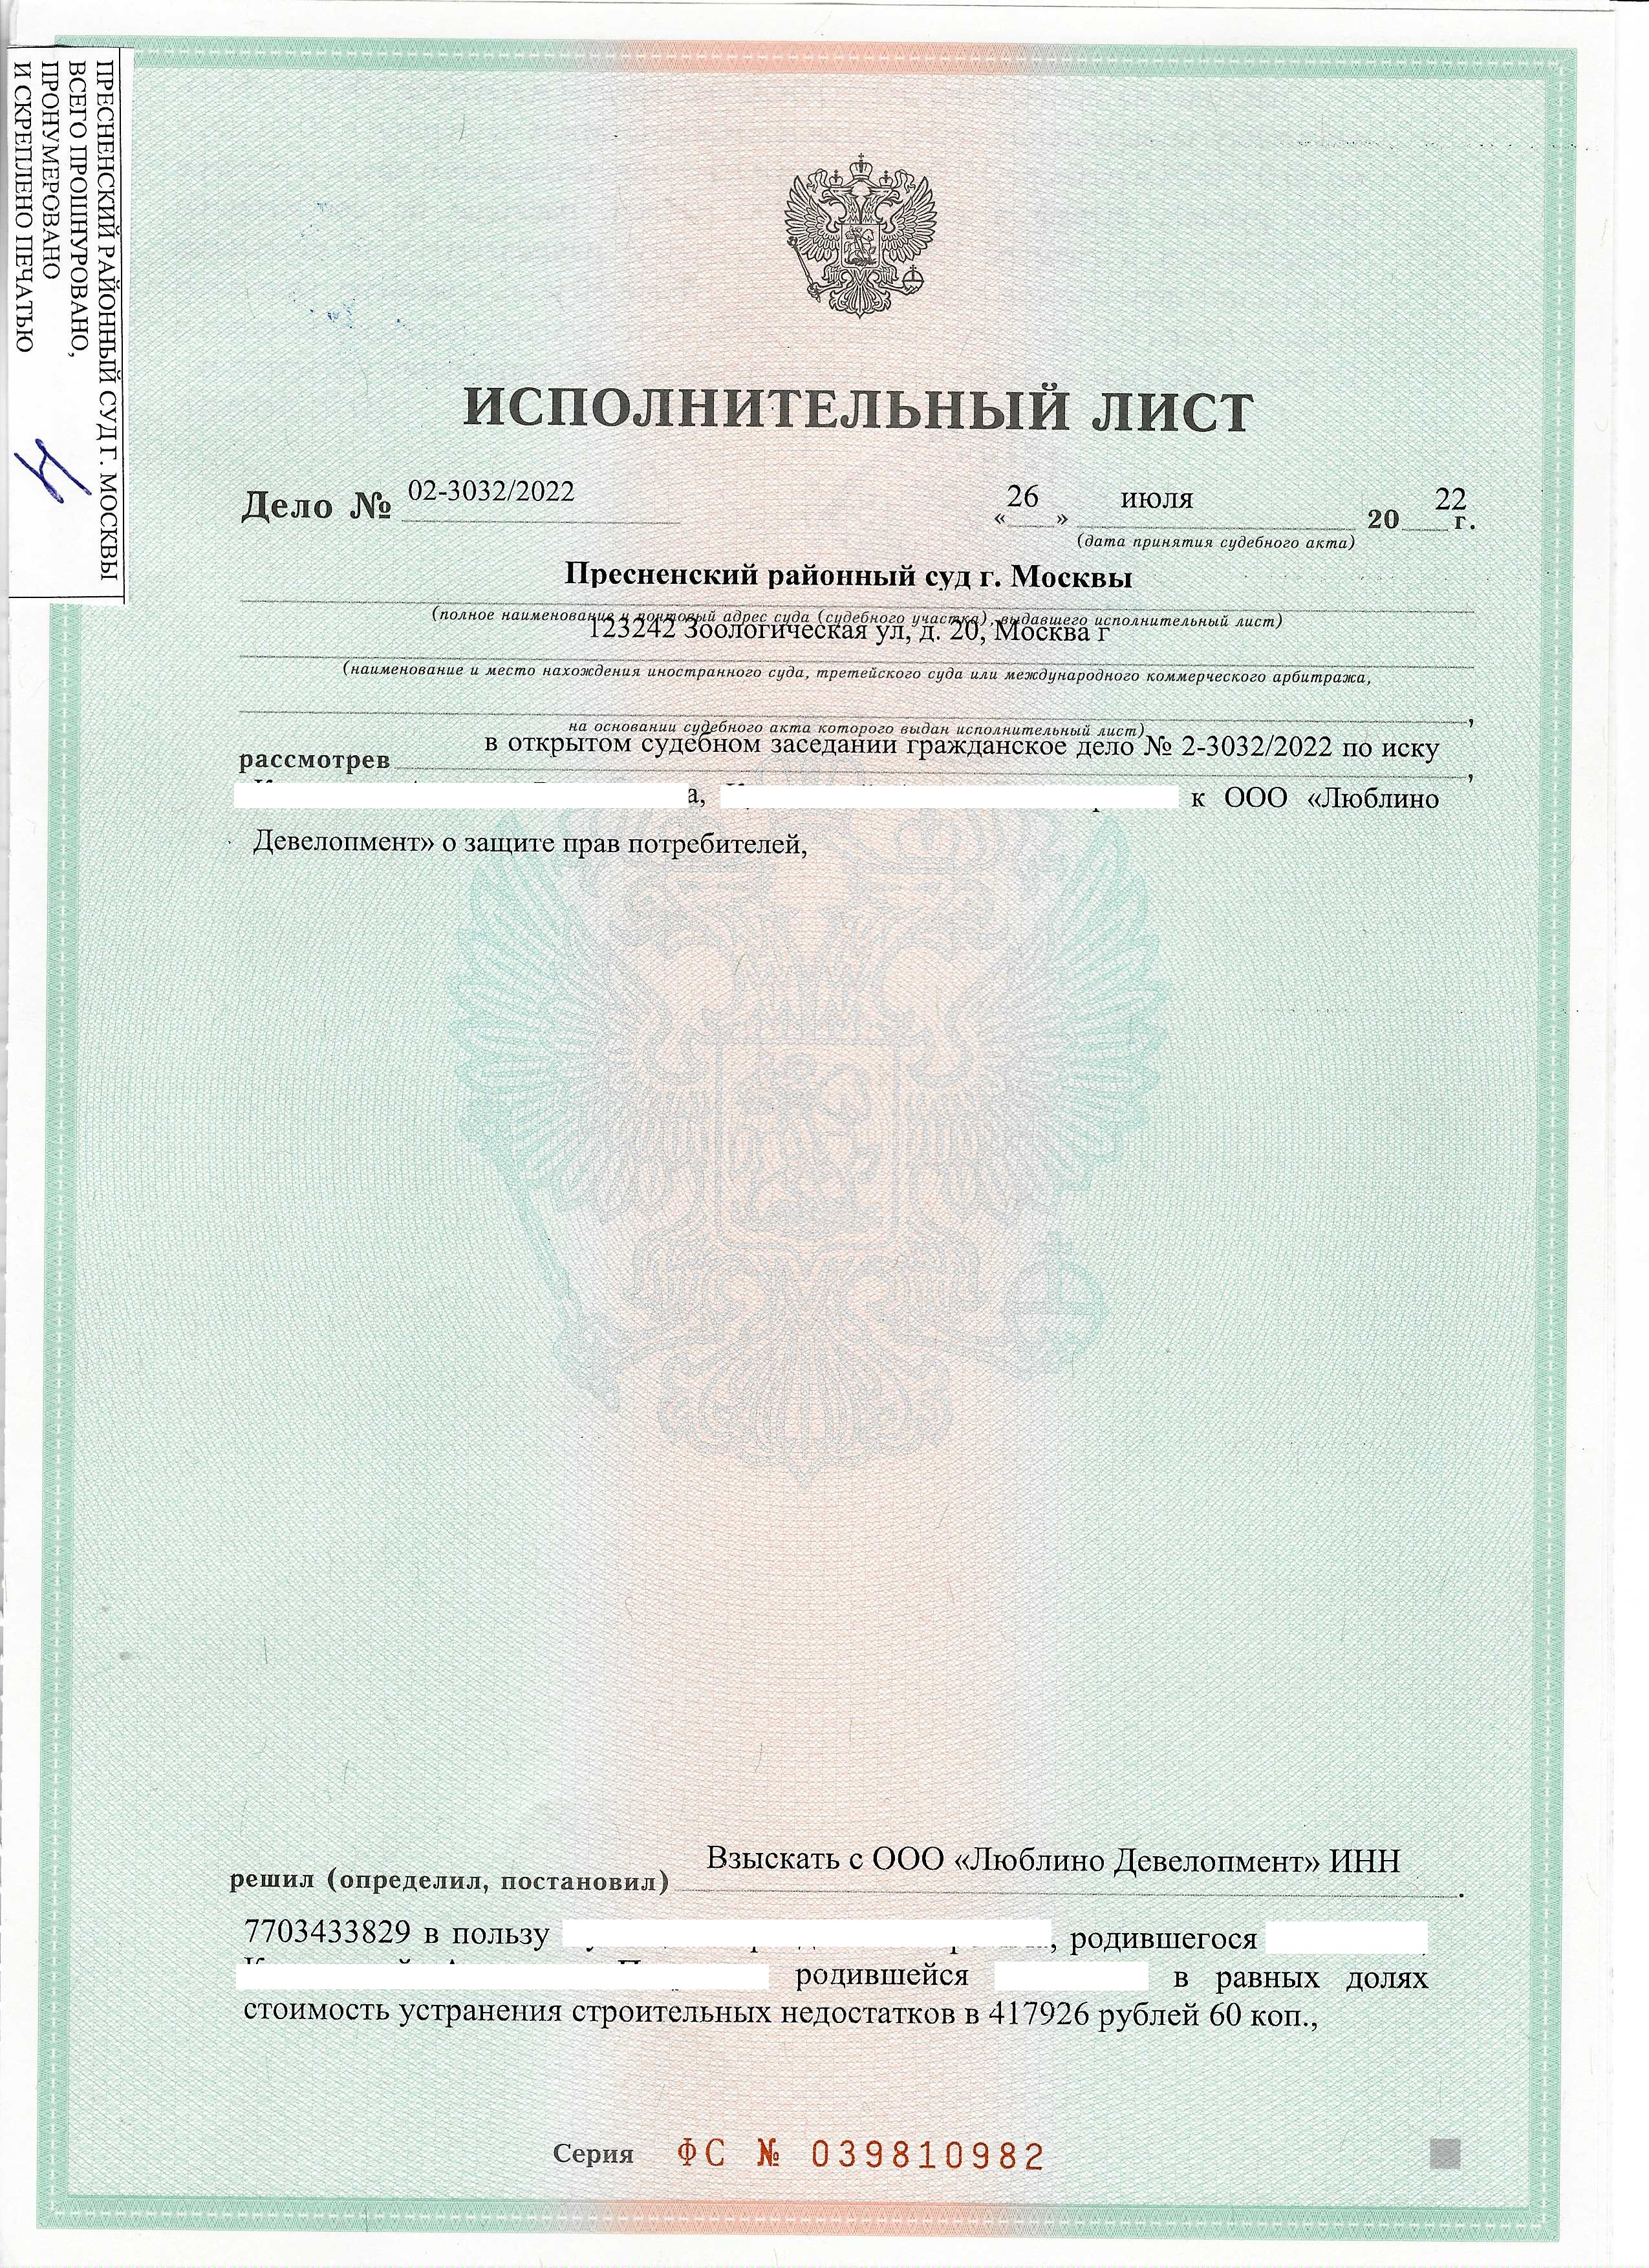 ПРЕСНЕНСКИЙ РАЙОННЫЙ СУД Г. МОСКВЫ
ВСЕГО ПРОШНУРОВАНО,
ПРОНУМЕРОВАНО
И СКРЕПЛЕНО ПЕЧАТЬЮ
ИСПОЛНИТЕЛЬНЫЙ ЛИСТ
Дело № 02-3032/2022 «26» июля 2022 г.
(дата принятия судебного акта)
Пресненский районный суд г. Москвы
(полное наименование и почтовый адрес суда (судебного участка), выдавшего исполнительный лист)
123242 Зоологическая ул, д. 20, Москва г
(наименование и место нахождения иностранного суда, третейского суда или международного коммерческого арбитража,
,
на основании судебного акта которого выдан исполнительный лист)
рассмотрев в открытом судебном заседании гражданское дело № 2-3032/2022 по иску ,
а, к ООО «Люблино
Девелопмент» о защите прав потребителей,
решил (определил, постановил) Взыскать с ООО «Люблино Девелопмент» ИНН .
7703433829 в пользу , родившегося
родившейся в равных долях
стоимость устранения строительных недостатков в 417926 рублей 60 коп.,
Серия ФС № 039810982